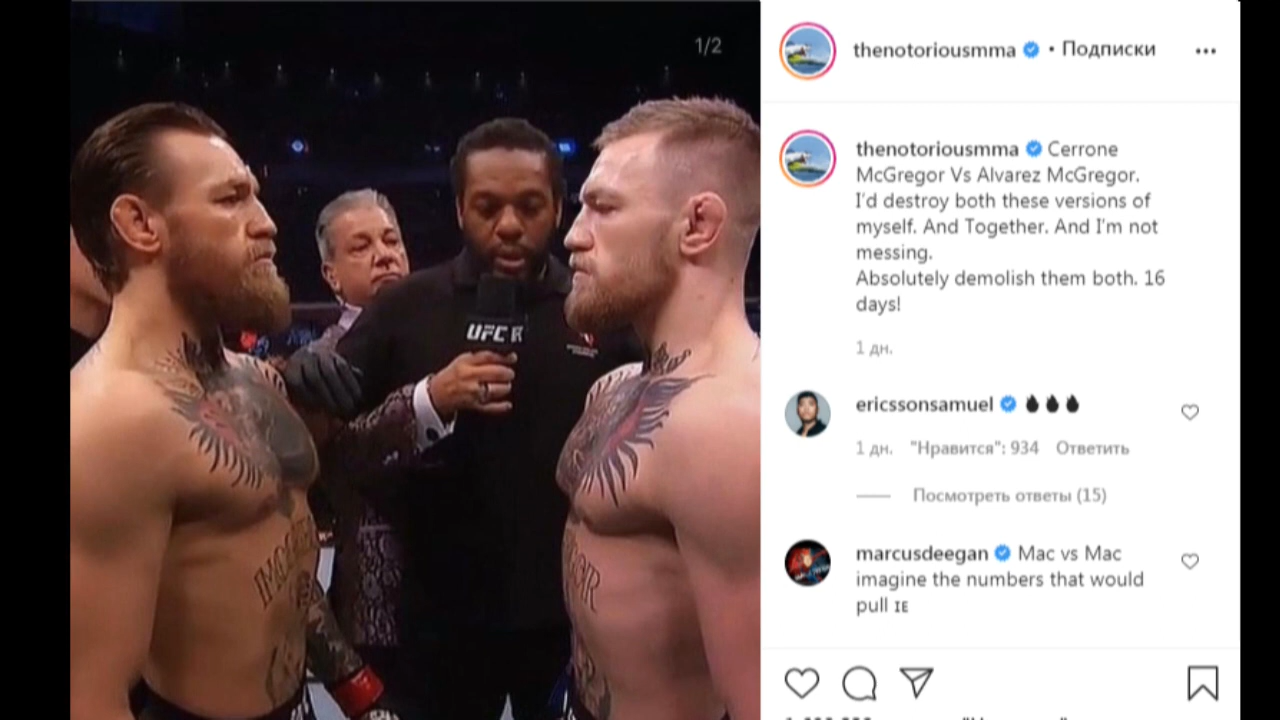 1/2
UFC
thenotoriousmma • Подписки
thenotoriousmma Cerrone
McGregor Vs Alvarez McGregor.
I'd destroy both these versions of
myself. And Together. And I'm not
messing.
Absolutely demolish them both. 16
days!
1 дн.
ericssonsamuel
1 дн. "Нравится": 934 Ответить
Посмотреть ответы (15)
marcusdeegan Mac vs Mac
imagine the numbers that would
pull